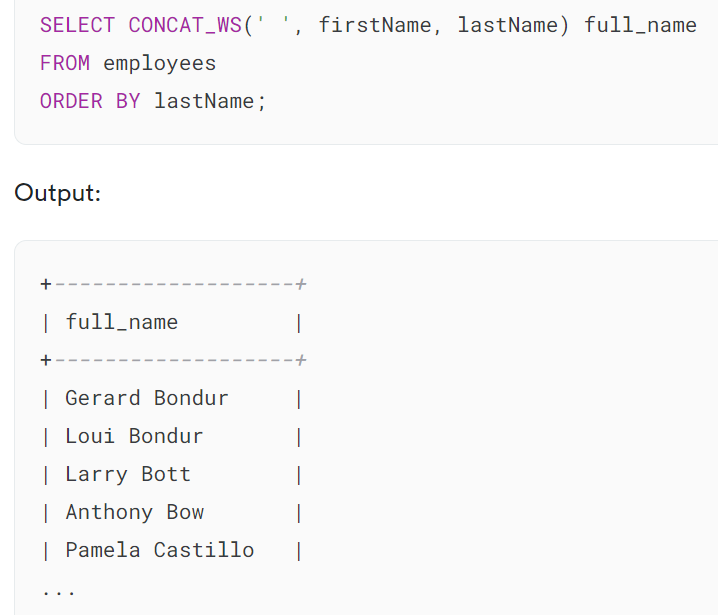 SELECT CONCAT_WS(' ', firstName, lastName) full_name
FROM employees
ORDER BY lastName;
Output:
+-------------------+
| full_name         |
+-------------------+
| Gerard Bondur     |
| Loui Bondur       |
| Larry Bott        |
| Anthony Bow       |
| Pamela Castillo   |
...